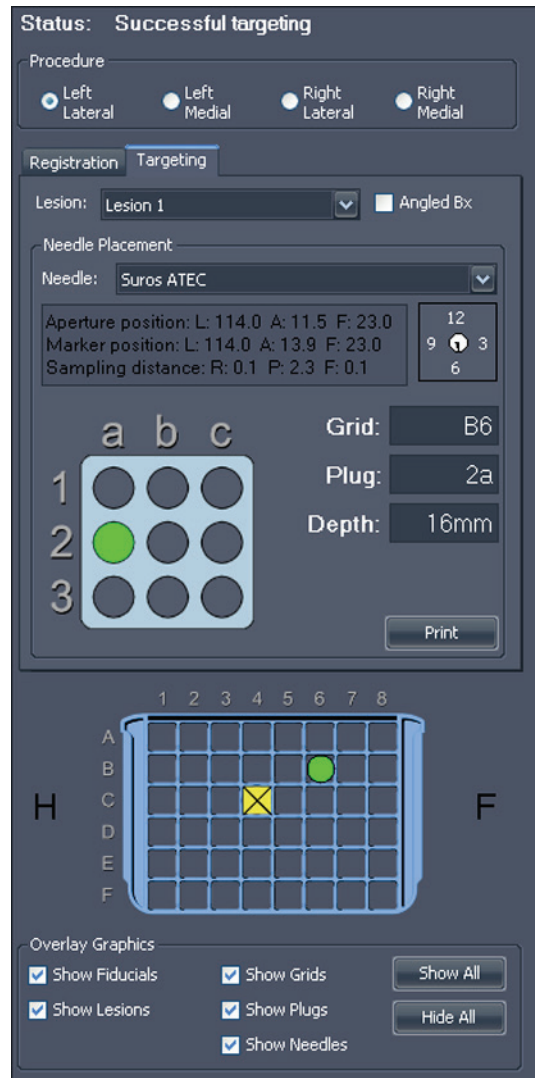 Status: Successful targeting
Procedure
Left Lateral Left Medial Right Lateral Right Medial
Registration Targeting
Lesion: Lesion 1 Angled Bx
Needle Placement
Needle: Suros ATEC
Aperture position: L: 114.0 A: 11.5 F: 23.0
Marker position: L: 114.0 A: 13.9 F: 23.0
Sampling distance: R: 0.1 P: 2.3 F: 0.1
12
9 3
6
a b c
1
2
3
Grid: B6
Plug: 2a
Depth: 16mm
Print
1 2 3 4 5 6 7 8
A
B
C
D
E
F
H F
Overlay Graphics
Show Fiducials Show Grids Show All
Show Lesions Show Plugs Hide All
Show Needles